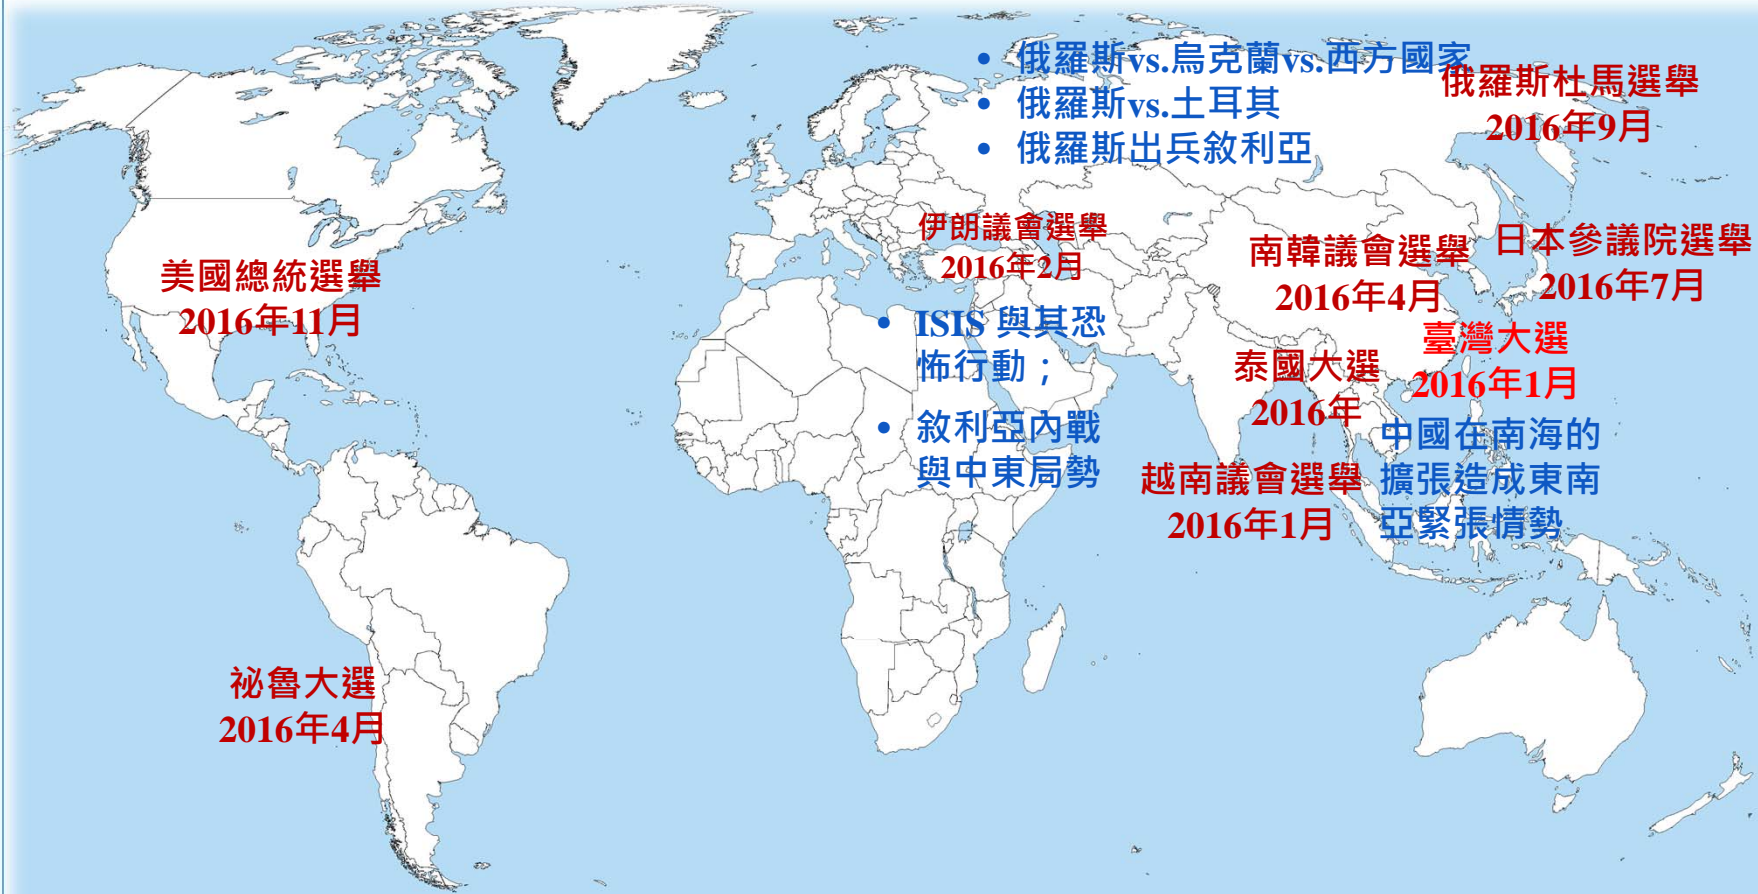 • 俄羅斯vs.烏克蘭vs.西方國家
• 俄羅斯vs.土耳其
• 俄羅斯出兵敘利亞
俄羅斯杜馬選舉
2016年9月
伊朗議會選舉
2016年2月
南韓議會選舉
2016年4月
日本參議院選舉
2016年7月
美國總統選舉
2016年11月
• ISIS 與其恐
怖行動；
• 敘利亞內戰
與中東局勢
泰國大選
2016年
臺灣大選
2016年1月
越南議會選舉
2016年1月
中國在南海的
擴張造成東南
亞緊張情勢
祕魯大選
2016年4月